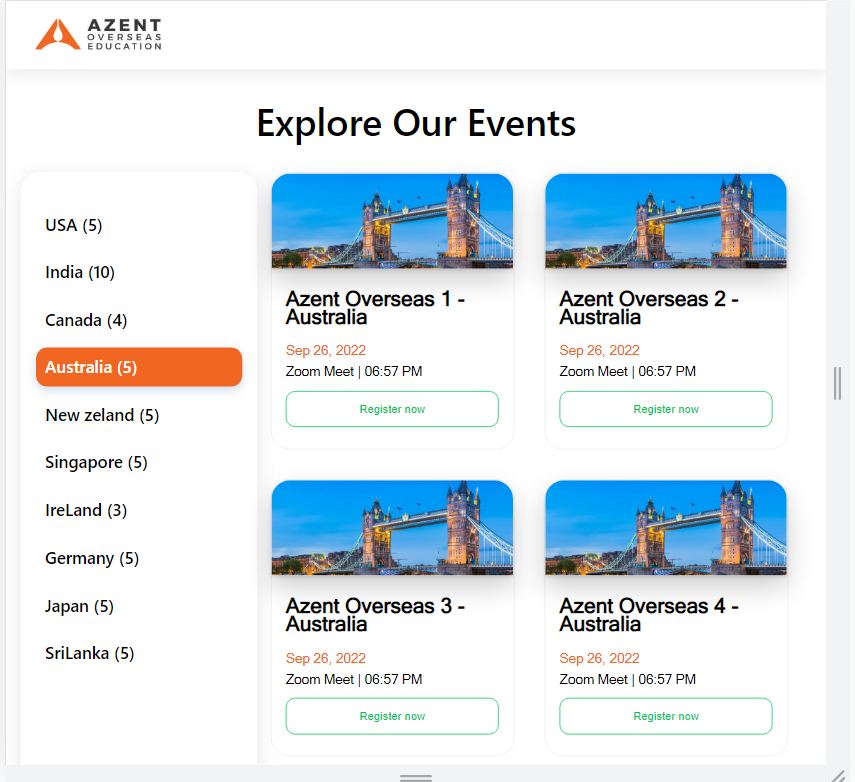 AZENT
OVERSEAS
EDUCATION
Explore Our Events
USA (5)
India (10)
Canada (4)
Australia (5)
New zeland (5)
Singapore (5)
IreLand (3)
Germany (5)
Japan (5)
SriLanka (5)
Azent Overseas 1 -
Australia
Sep 26, 2022
Zoom Meet | 06:57 PM
Register now
Azent Overseas 2 -
Australia
Sep 26, 2022
Zoom Meet | 06:57 PM
Register now
Azent Overseas 3 -
Australia
Sep 26, 2022
Zoom Meet | 06:57 PM
Register now
Azent Overseas 4 -
Australia
Sep 26, 2022
Zoom Meet | 06:57 PM
Register now